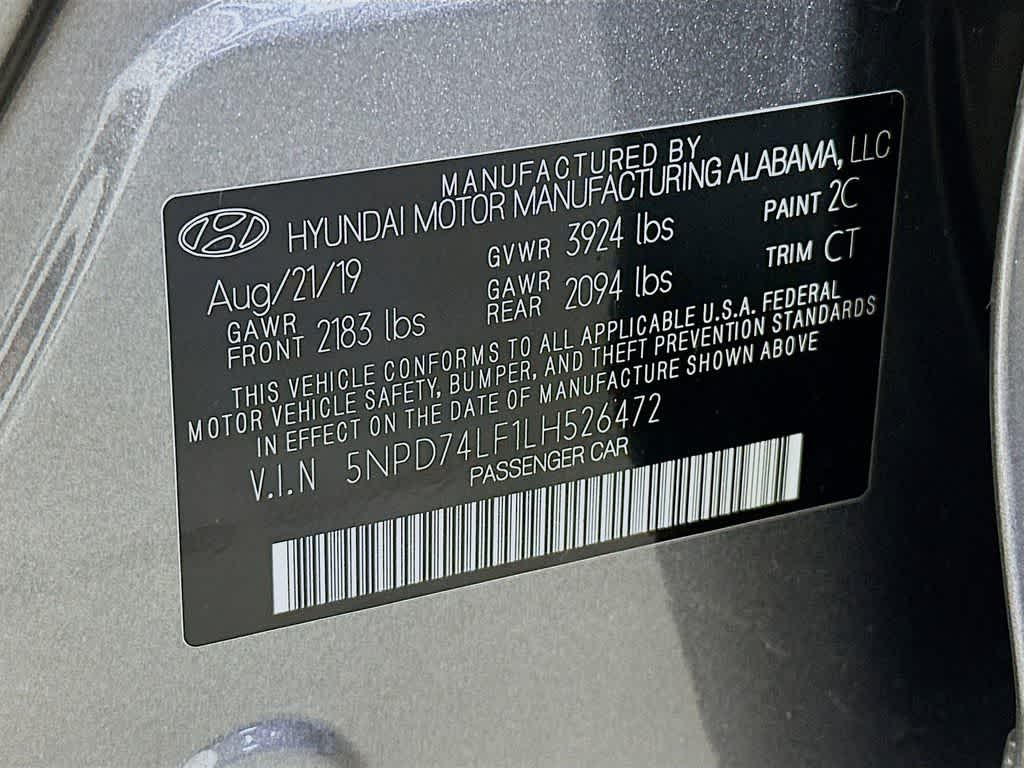 MANUFACTURED BY
HYUNDAI MOTOR MANUFACTURING ALABAMA, LLC
Aug/21/19 GVWR 3924 lbs PAINT 2C
GAWR FRONT 2183 lbs GAWR REAR 2094 lbs TRIM CT
THIS VEHICLE CONFORMS TO ALL APPLICABLE U.S.A. FEDERAL
MOTOR VEHICLE SAFETY, BUMPER, AND THEFT PREVENTION STANDARDS
IN EFFECT ON THE DATE OF MANUFACTURE SHOWN ABOVE
V.I.N 5NPD74LF1LH526472
PASSENGER CAR